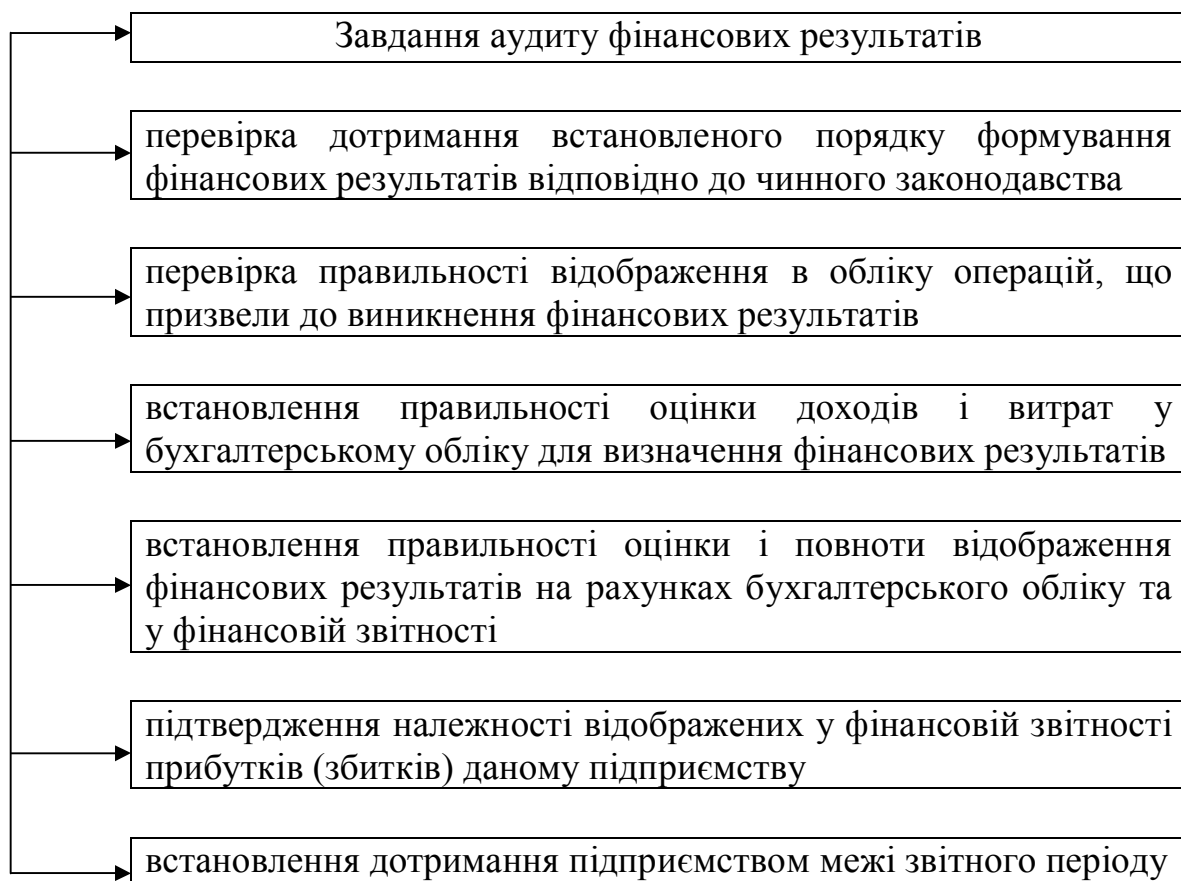 Завдання аудиту фінансових результатів
перевірка дотримання встановленого порядку формування
фінансових результатів відповідно до чинного законодавства
перевірка правильності відображення в обліку операцій, що
призвели до виникнення фінансових результатів
встановлення правильності оцінки доходів і витрат у
бухгалтерському обліку для визначення фінансових результатів
встановлення правильності оцінки і повноти відображення
фінансових результатів на рахунках бухгалтерського обліку та
у фінансовій звітності
підтвердження належності відображених у фінансовій звітності
прибутків (збитків) даному підприємству
встановлення дотримання підприємством межі звітного періоду